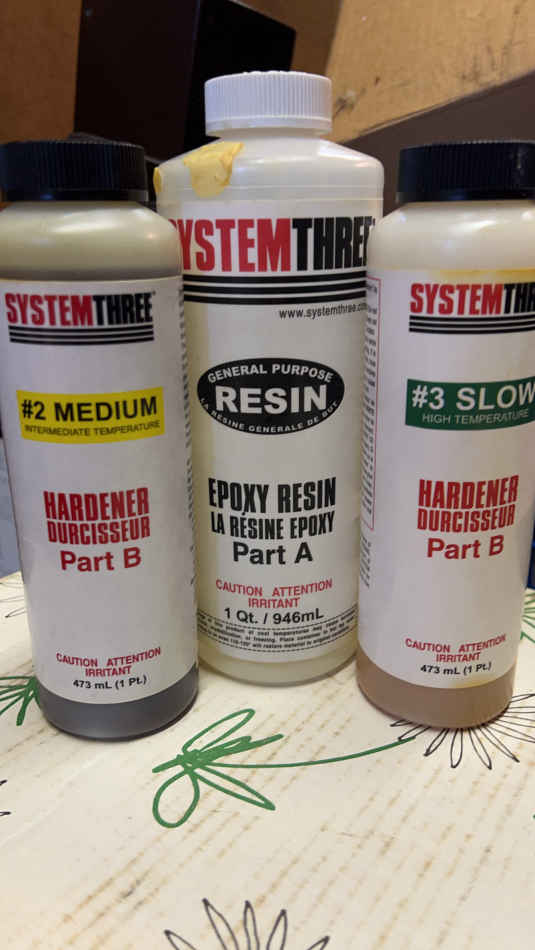 SYSTEMTHREE
#2 MEDIUM
INTERMEDIATE TEMPERATURE
HARDENER
DURCISSEUR
Part B
CAUTION ATTENTION
IRRITANT
473 mL (1 Pt.)
SYSTEMTHREE
www.systemthree.com
GENERAL PURPOSE
RESIN
LA RÉSINE GENERALE DE BUT
EPOXY RESIN
LA RÉSINE EPOXY
Part A
CAUTION ATTENTION
IRRITANT
1 Qt. / 946mL
SYSTEMTHR
#3 SLOW
HIGH TEMPERATURE
HARDENER
DURCISSEUR
Part B
CAUTION ATTENTION
IRRITANT
473 mL (1 Pt.)